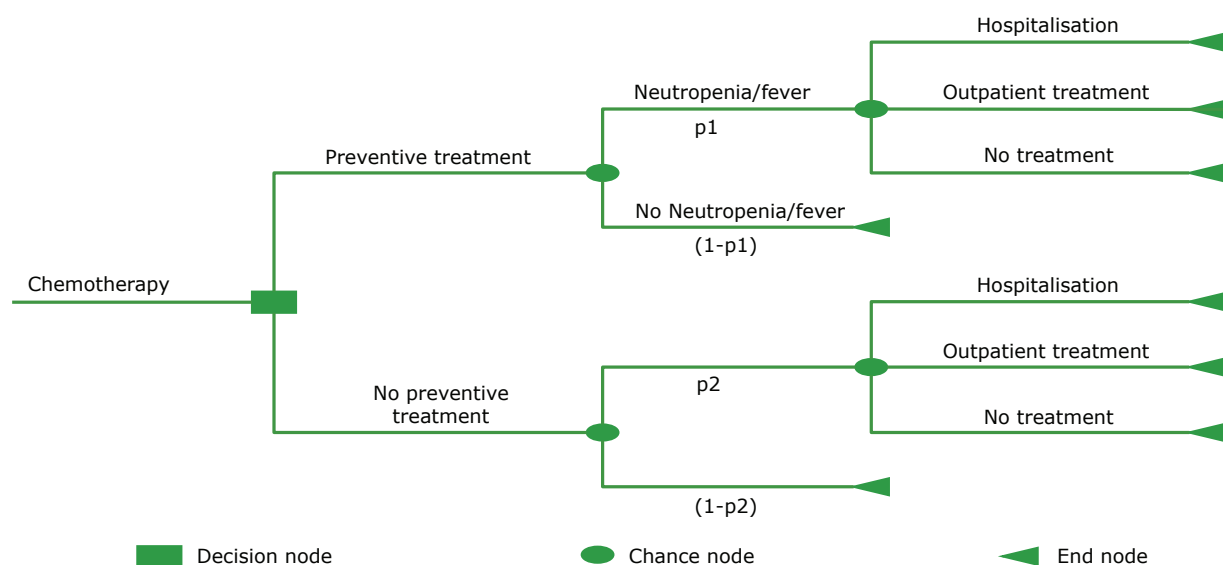 Hospitalisation
Neutropenia/fever
Outpatient treatment
p1
Preventive treatment
No treatment
No Neutropenia/fever
(1-p1)
Chemotherapy
Hospitalisation
Outpatient treatment
p2
No preventive
treatment
No treatment
(1-p2)
Decision node
Chance node
End node